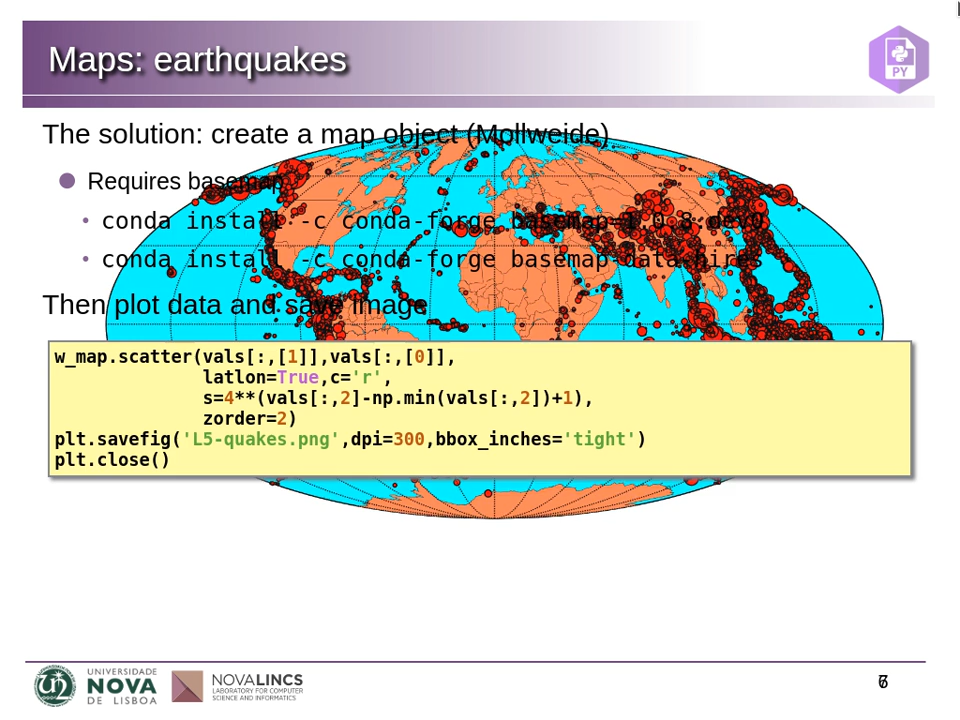 Maps: earthquakes
PY
The solution: create a map object (Mollweide)
● Requires basemap
• conda install -c conda-forge
• conda install -c conda-forge basemap-data-hires
Then plot data and save image
w_map.scatter(vals[:,[1]],vals[:,[0]],
latlon=True,c='r',
s=4**(vals[:,2]-np.min(vals[:,2])+1),
zorder=2)
plt.savefig('L5-quakes.png',dpi=300,bbox_inches='tight')
plt.close()
UNIVERSIDADE
NOVA
DE LISBOA
NOVALINCS
LABORATORY FOR COMPUTER
SCIENCE AND INFORMATICS